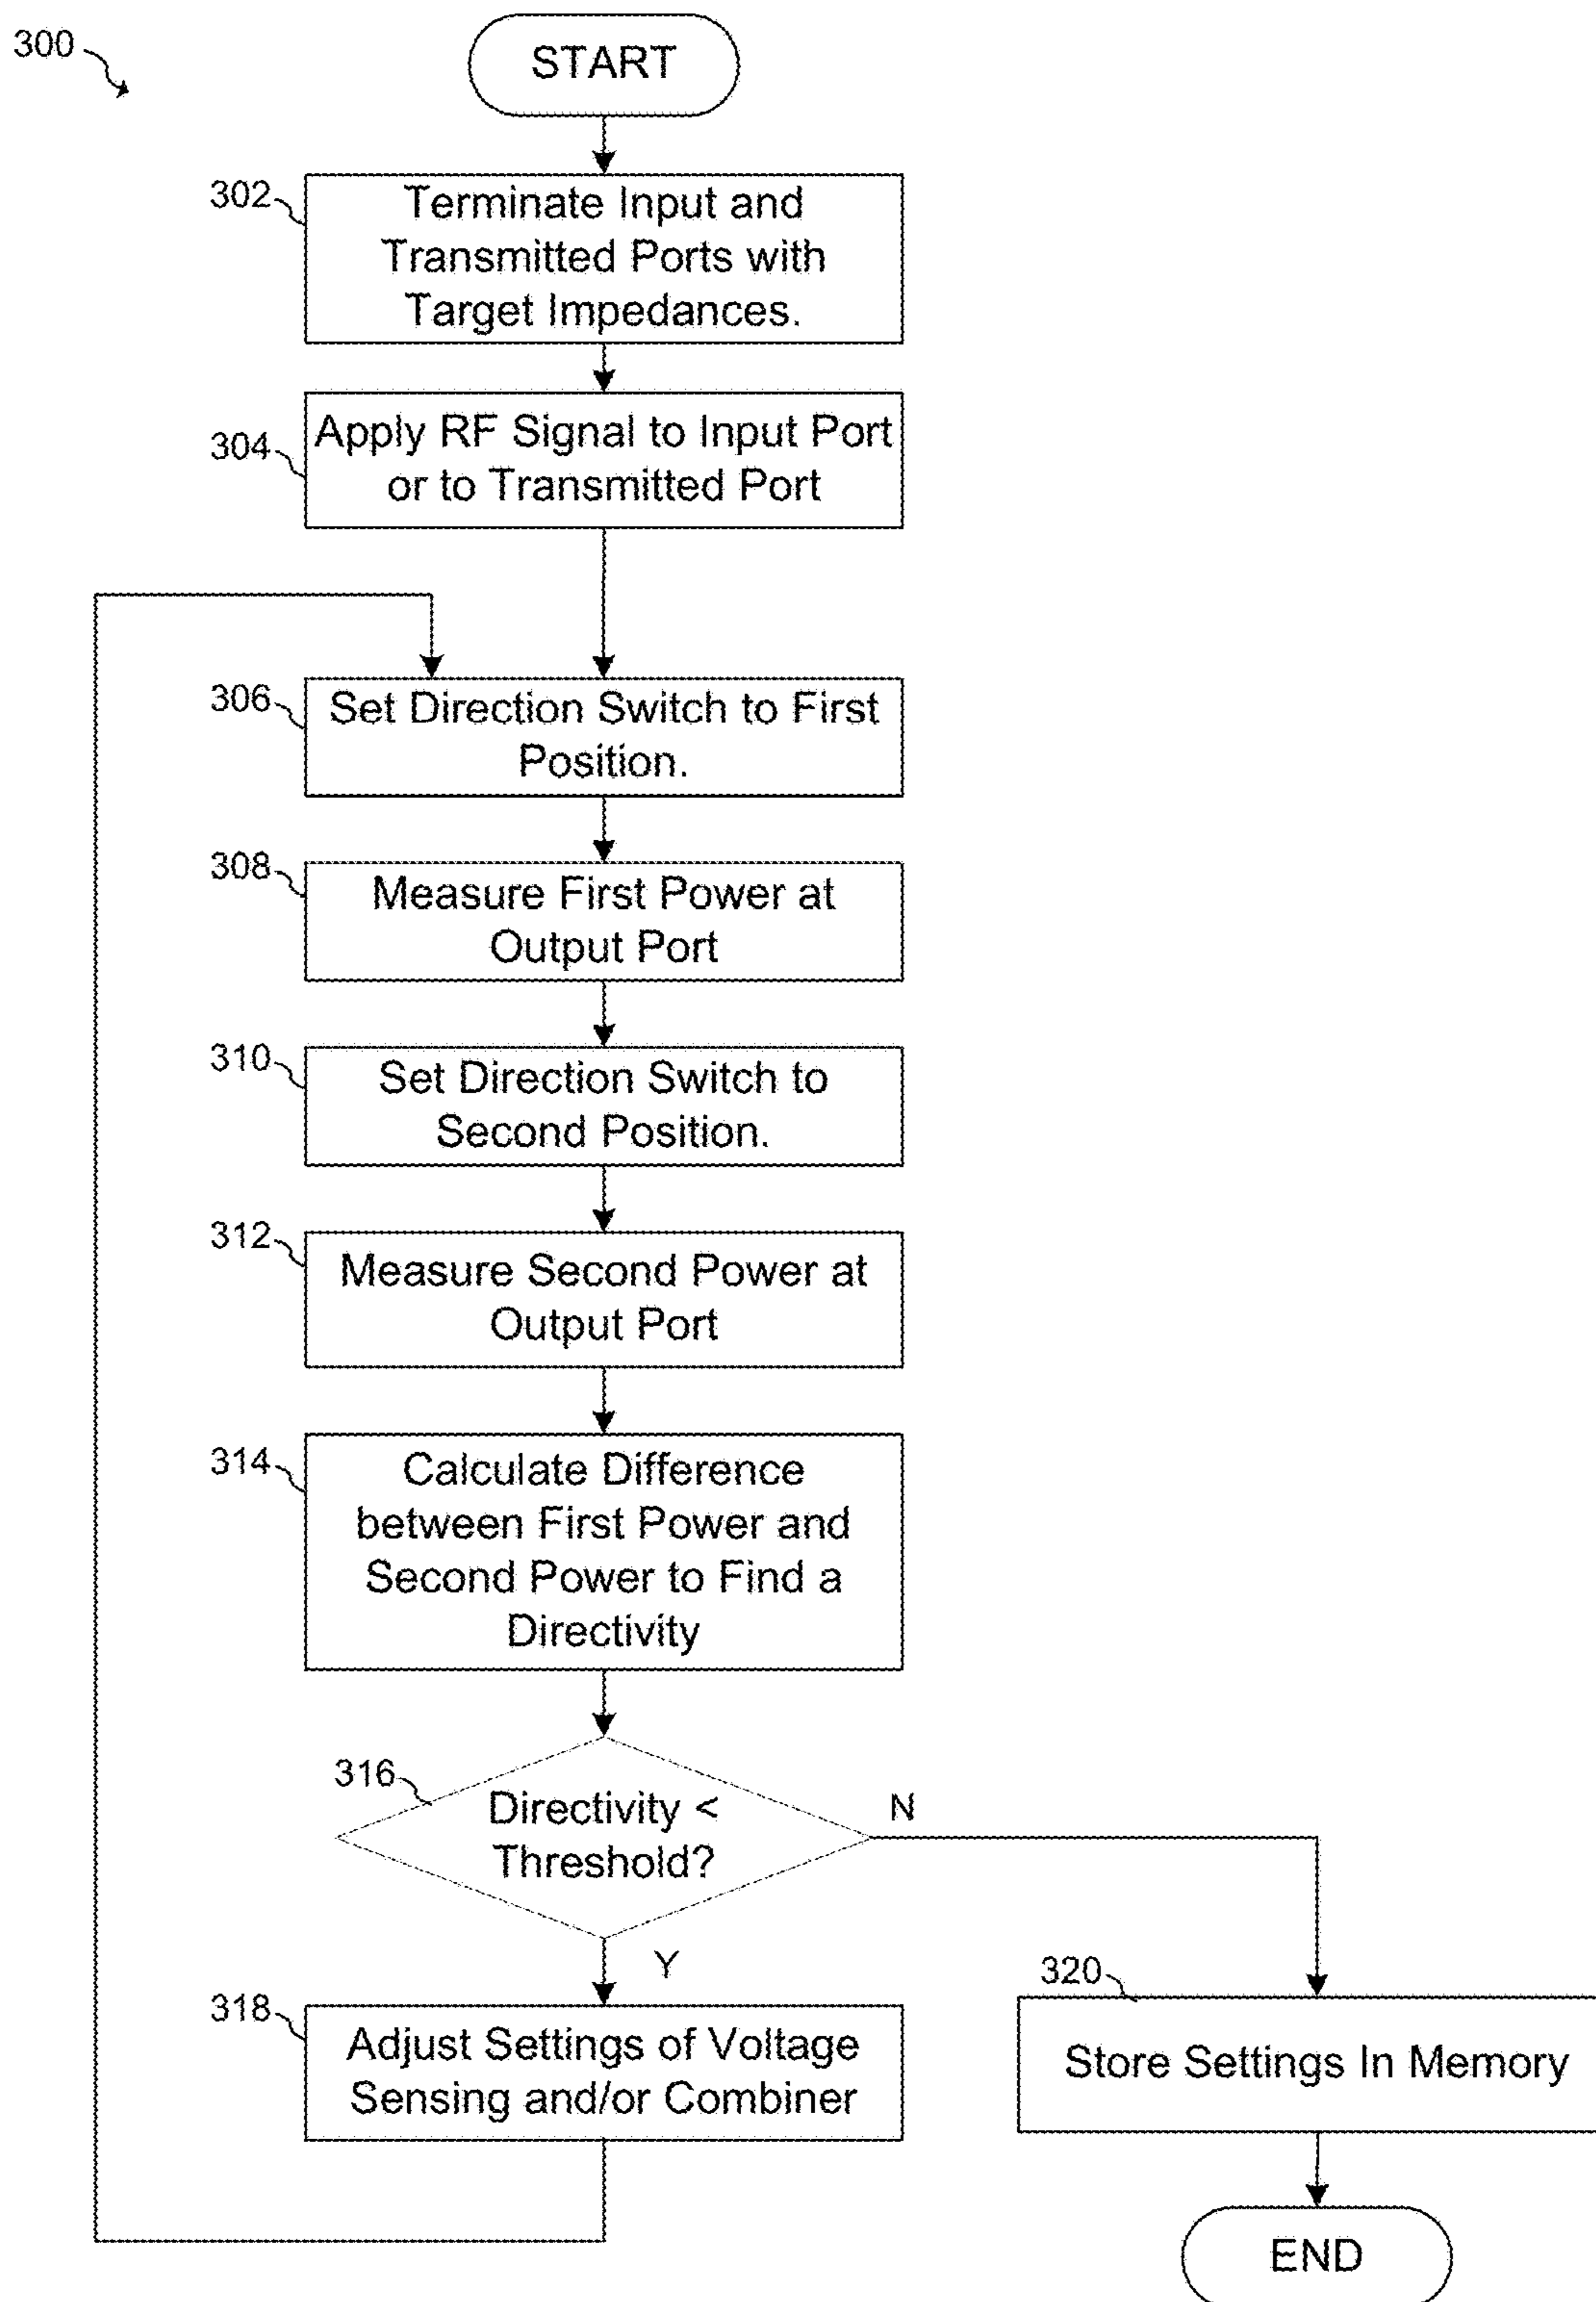 300
START
302
Terminate Input and
Transmitted Ports with
Target Impedances.
304
Apply RF Signal to Input Port
or to Transmitted Port
306
Set Direction Switch to First
Position.
308
Measure First Power at
Output Port
310
Set Direction Switch to
Second Position.
312
Measure Second Power at
Output Port
314
Calculate Difference
between First Power and
Second Power to Find a
Directivity
316
Directivity <
Threshold?
N
Y
318
Adjust Settings of Voltage
Sensing and/or Combiner
320
Store Settings In Memory
END